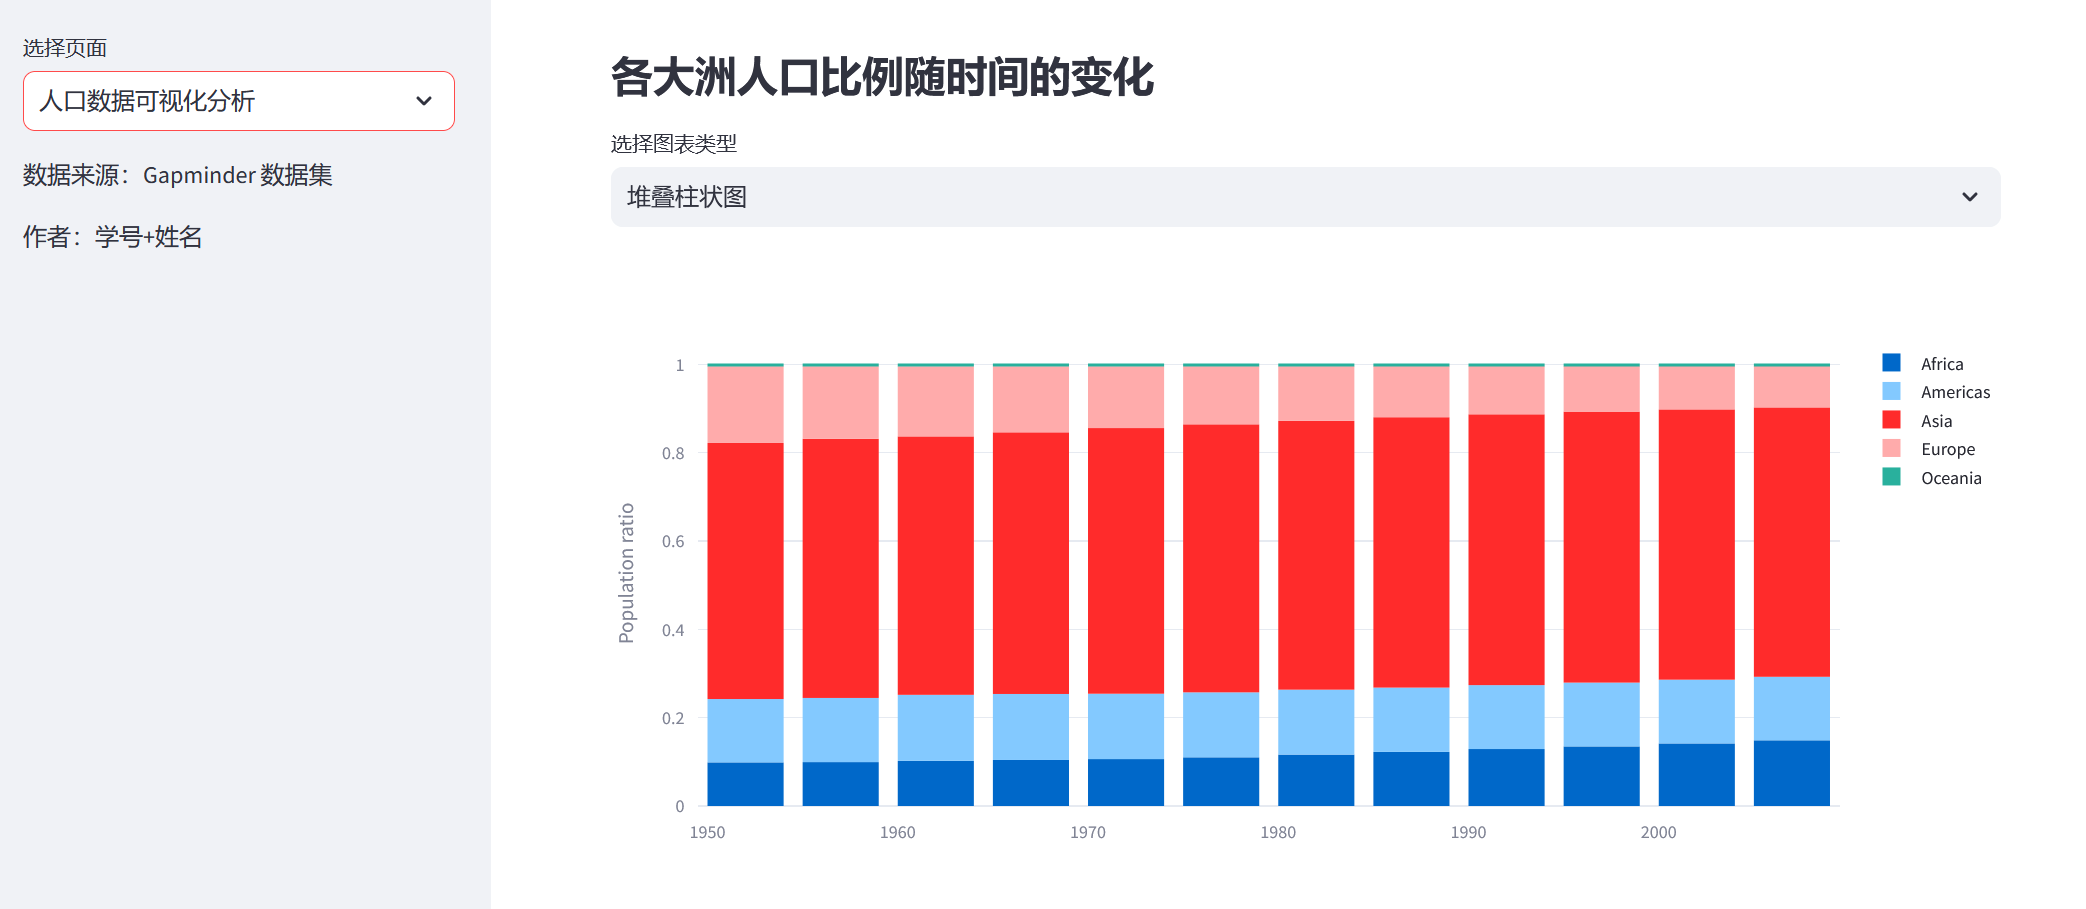 选择页面
人口数据可视化分析
数据来源：Gapminder 数据集
作者：学号+姓名
各大洲人口比例随时间的变化
选择图表类型
堆叠柱状图
Population ratio
1
0.8
0.6
0.4
0.2
0
1950 1960 1970 1980 1990 2000
Africa
Americas
Asia
Europe
Oceania